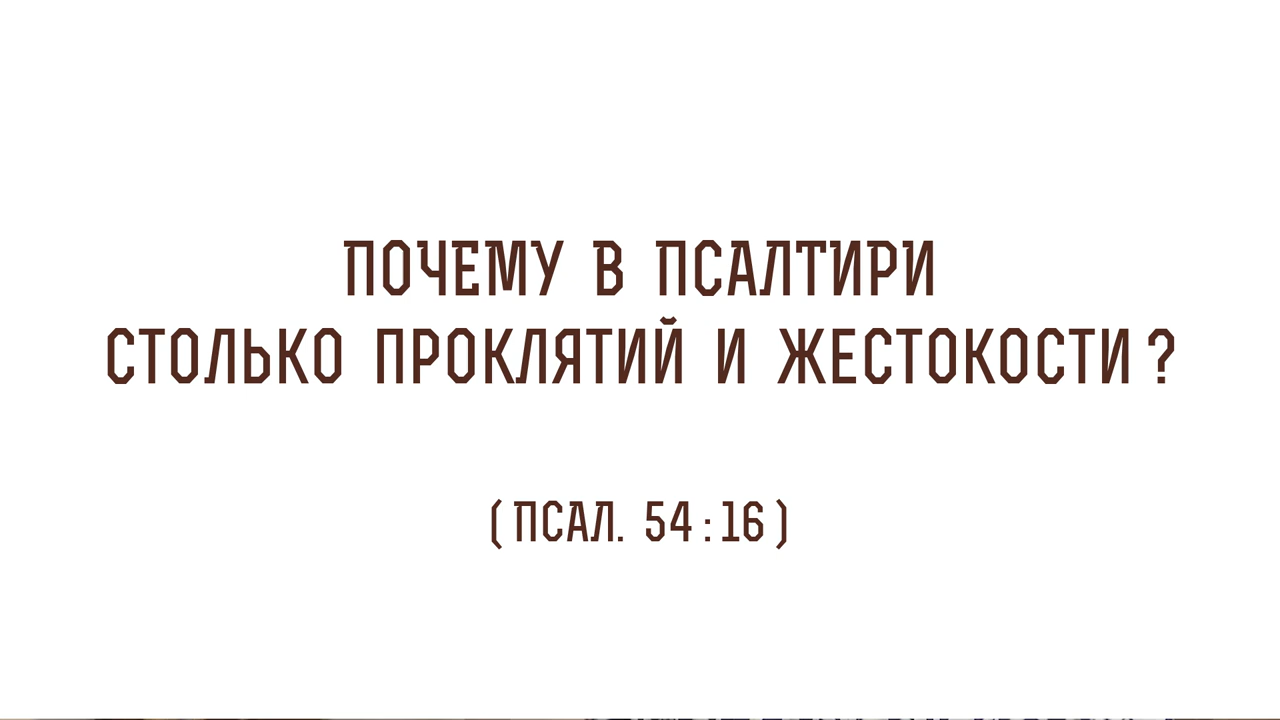 ПОЧЕМУ В ПСАЛТИРИ
СТОЛЬКО ПРОКЛЯТИЙ И ЖЕСТОКОСТИ?
(ПСАЛ. 54:16)